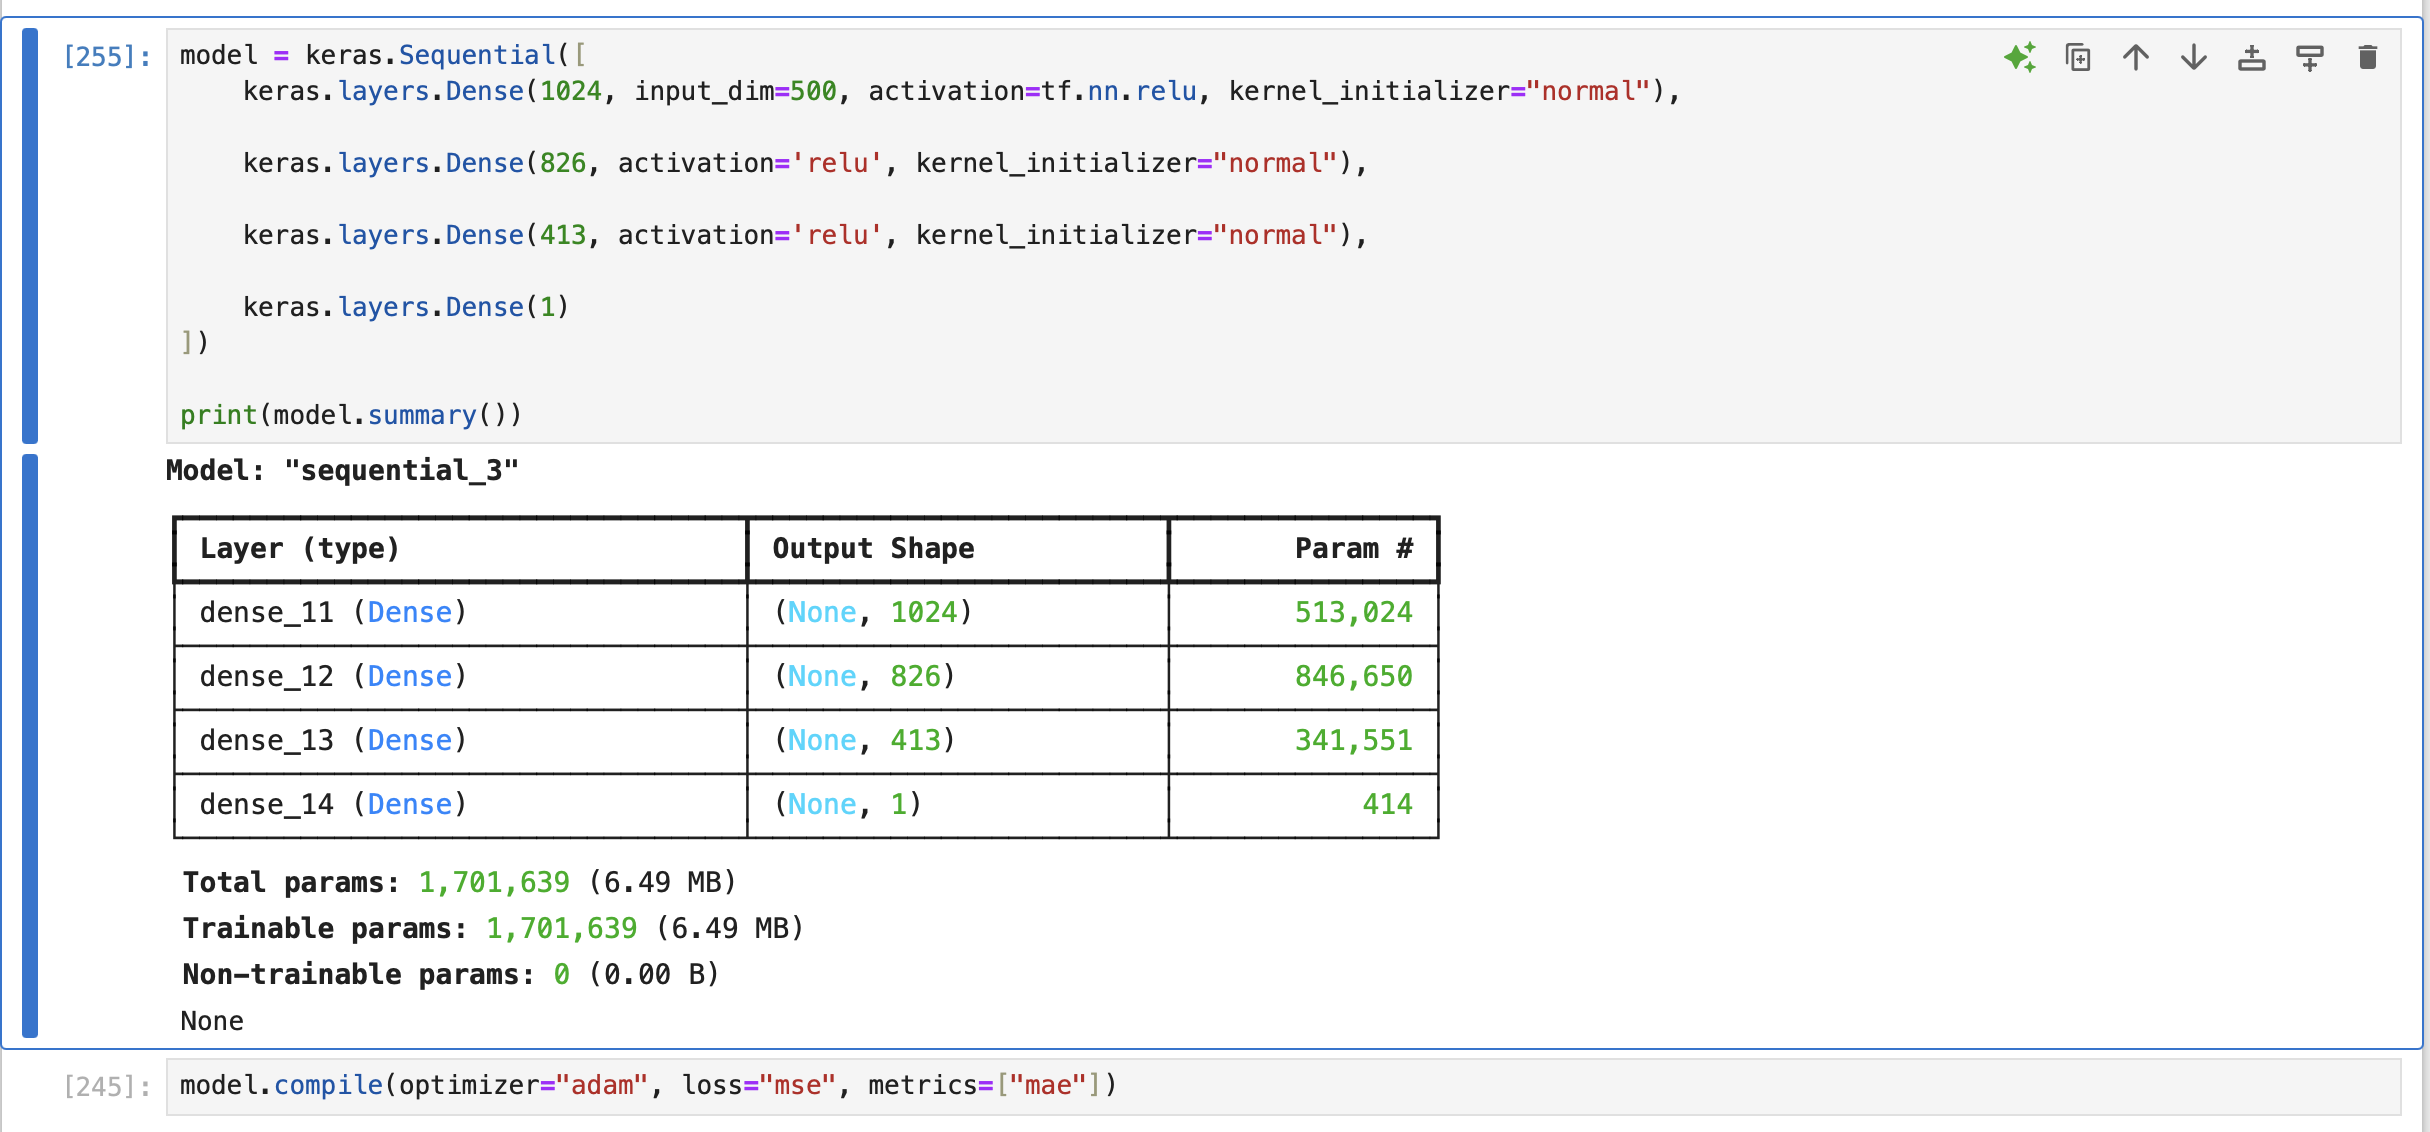 [255]:
model = keras.Sequential([
    keras.layers.Dense(1024, input_dim=500, activation=tf.nn.relu, kernel_initializer="normal"),
    keras.layers.Dense(826, activation='relu', kernel_initializer="normal"),
    keras.layers.Dense(413, activation='relu', kernel_initializer="normal"),
    keras.layers.Dense(1)
])
print(model.summary())
Model: "sequential_3"
Layer (type) Output Shape Param #
dense_11 (Dense) (None, 1024) 513,024
dense_12 (Dense) (None, 826) 846,650
dense_13 (Dense) (None, 413) 341,551
dense_14 (Dense) (None, 1) 414
Total params: 1,701,639 (6.49 MB)
Trainable params: 1,701,639 (6.49 MB)
Non-trainable params: 0 (0.00 B)
None
[245]:
model.compile(optimizer="adam", loss="mse", metrics=["mae"])